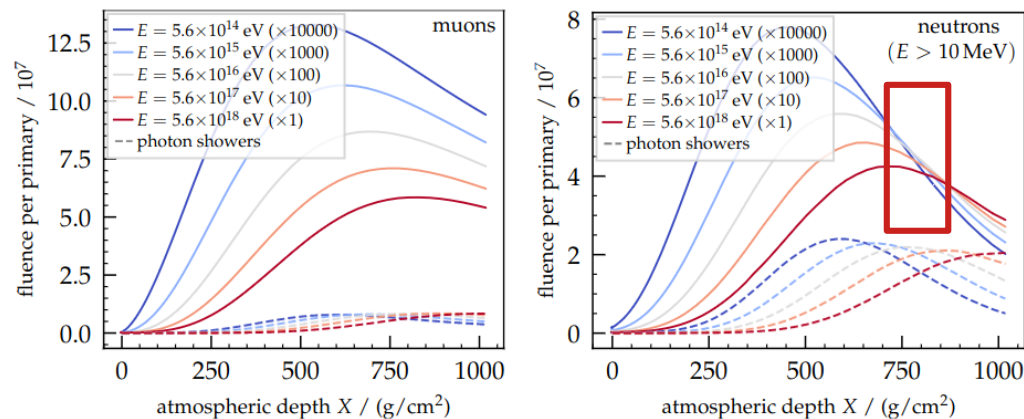 fluence per primary / 10⁷
12.5
10.0
7.5
5.0
2.5
0.0
E = 5.6×10¹⁴ eV (×10000)
E = 5.6×10¹⁵ eV (×1000)
E = 5.6×10¹⁶ eV (×100)
E = 5.6×10¹⁷ eV (×10)
E = 5.6×10¹⁸ eV (×1)
photon showers
muons
0 250 500 750 1000
atmospheric depth X / (g/cm²)
fluence per primary / 10⁷
8
6
4
2
0
E = 5.6×10¹⁴ eV (×10000)
E = 5.6×10¹⁵ eV (×1000)
E = 5.6×10¹⁶ eV (×100)
E = 5.6×10¹⁷ eV (×10)
E = 5.6×10¹⁸ eV (×1)
photon showers
neutrons
(E > 10 MeV)
0 250 500 750 1000
atmospheric depth X / (g/cm²)